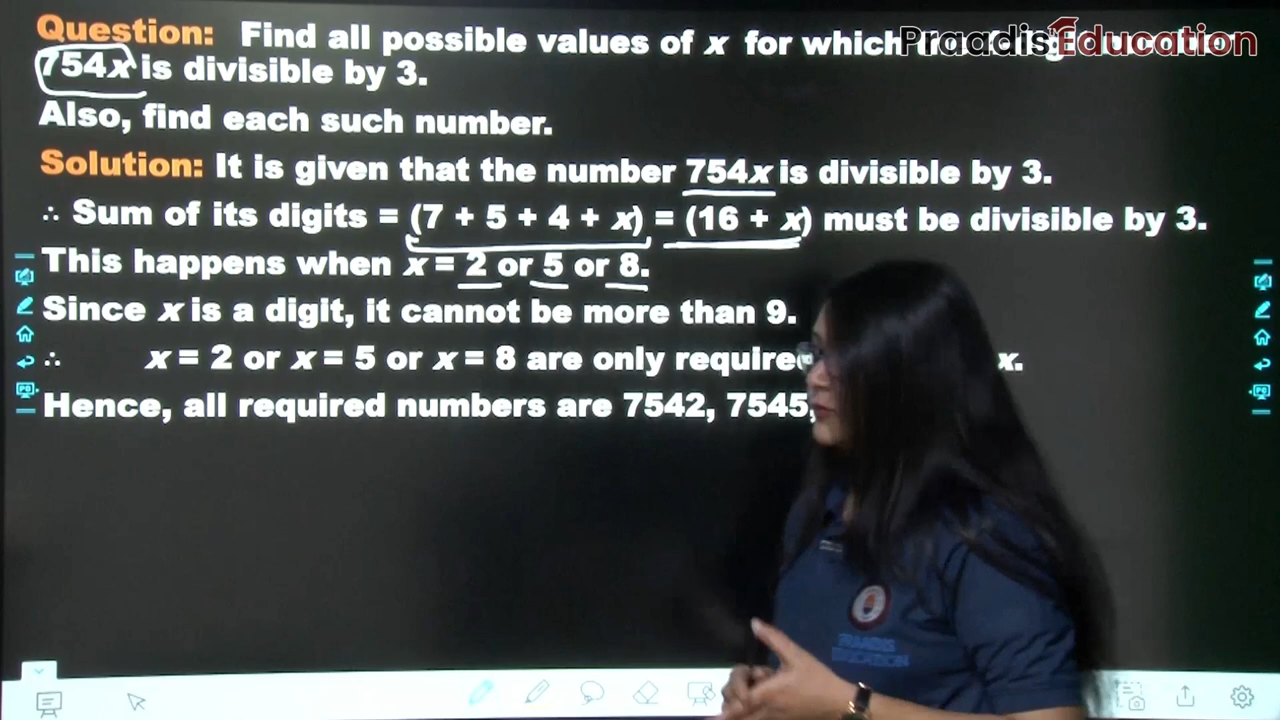 Question: Find all possible values of x for which
Praadis Education
754x is divisible by 3.
Also, find each such number.
Solution: It is given that the number 754x is divisible by 3.
∴ Sum of its digits = (7 + 5 + 4 + x) = (16 + x) must be divisible by 3.
This happens when x = 2 or 5 or 8.
Since x is a digit, it cannot be more than 9.
∴ x = 2 or x = 5 or x = 8 are only x.
Hence, all required numbers are 7542, 7545,
PRAADIS
EDUCATION